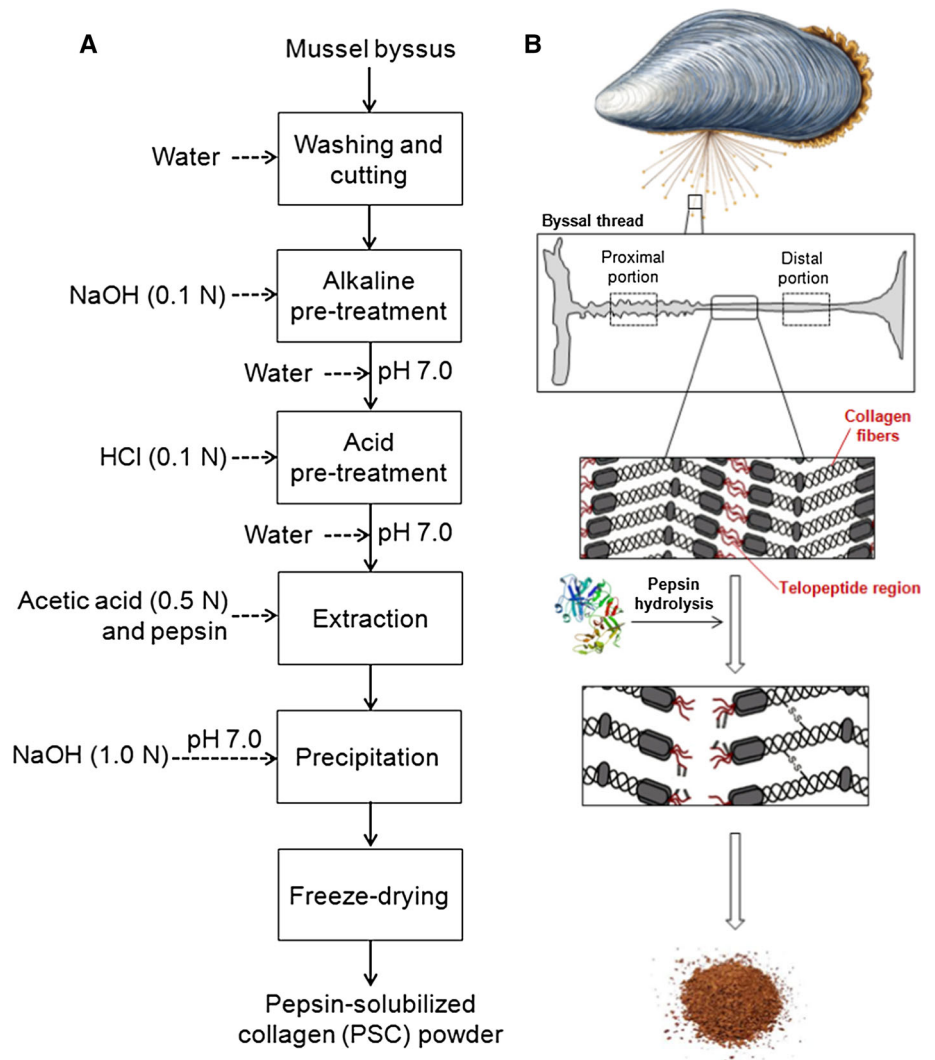 A
Mussel byssus
Water
Washing and
cutting
NaOH (0.1 N)
Alkaline
pre-treatment
Water
pH 7.0
HCl (0.1 N)
Acid
pre-treatment
Water
pH 7.0
Acetic acid (0.5 N)
and pepsin
Extraction
NaOH (1.0 N)
pH 7.0
Precipitation
Freeze-drying
Pepsin-solubilized
collagen (PSC) powder
B
Byssal thread
Proximal
portion
Distal
portion
Collagen
fibers
Telopeptide region
Pepsin
hydrolysis
S-S
S-S